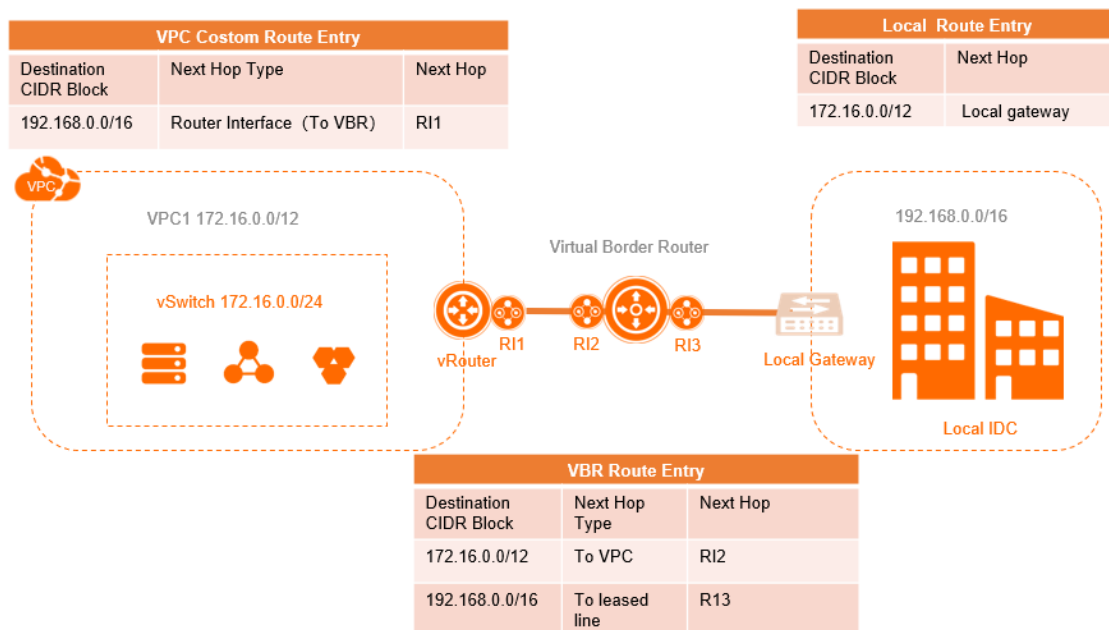 VPC Costom Route Entry
Destination CIDR Block
Next Hop Type
Next Hop
192.168.0.0/16
Router Interface（To VBR）
RI1
Local Route Entry
Destination CIDR Block
Next Hop
172.16.0.0/12
Local gateway
VPC
VPC1 172.16.0.0/12
vSwitch 172.16.0.0/24
vRouter
RI1
Virtual Border Router
RI2
RI3
Local Gateway
192.168.0.0/16
Local IDC
VBR Route Entry
Destination CIDR Block
Next Hop Type
Next Hop
172.16.0.0/12
To VPC
RI2
192.168.0.0/16
To leased line
R13